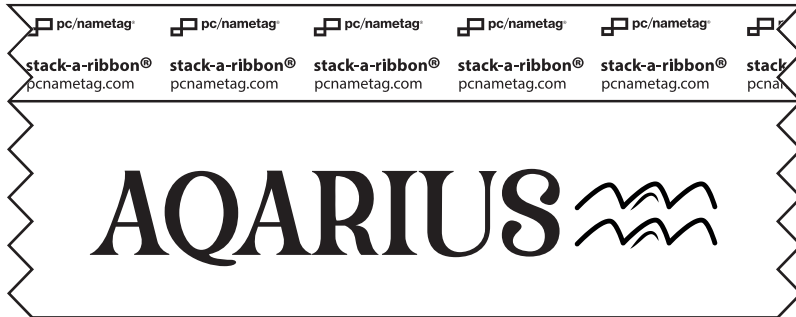 pc/nametag® pc/nametag® pc/nametag® pc/nametag® pc/nametag®
stack-a-ribbon® stack-a-ribbon® stack-a-ribbon® stack-a-ribbon® stack-a-ribbon® stack
pcnametag.com pcnametag.com pcnametag.com pcnametag.com pcnametag.com
AQARIUS